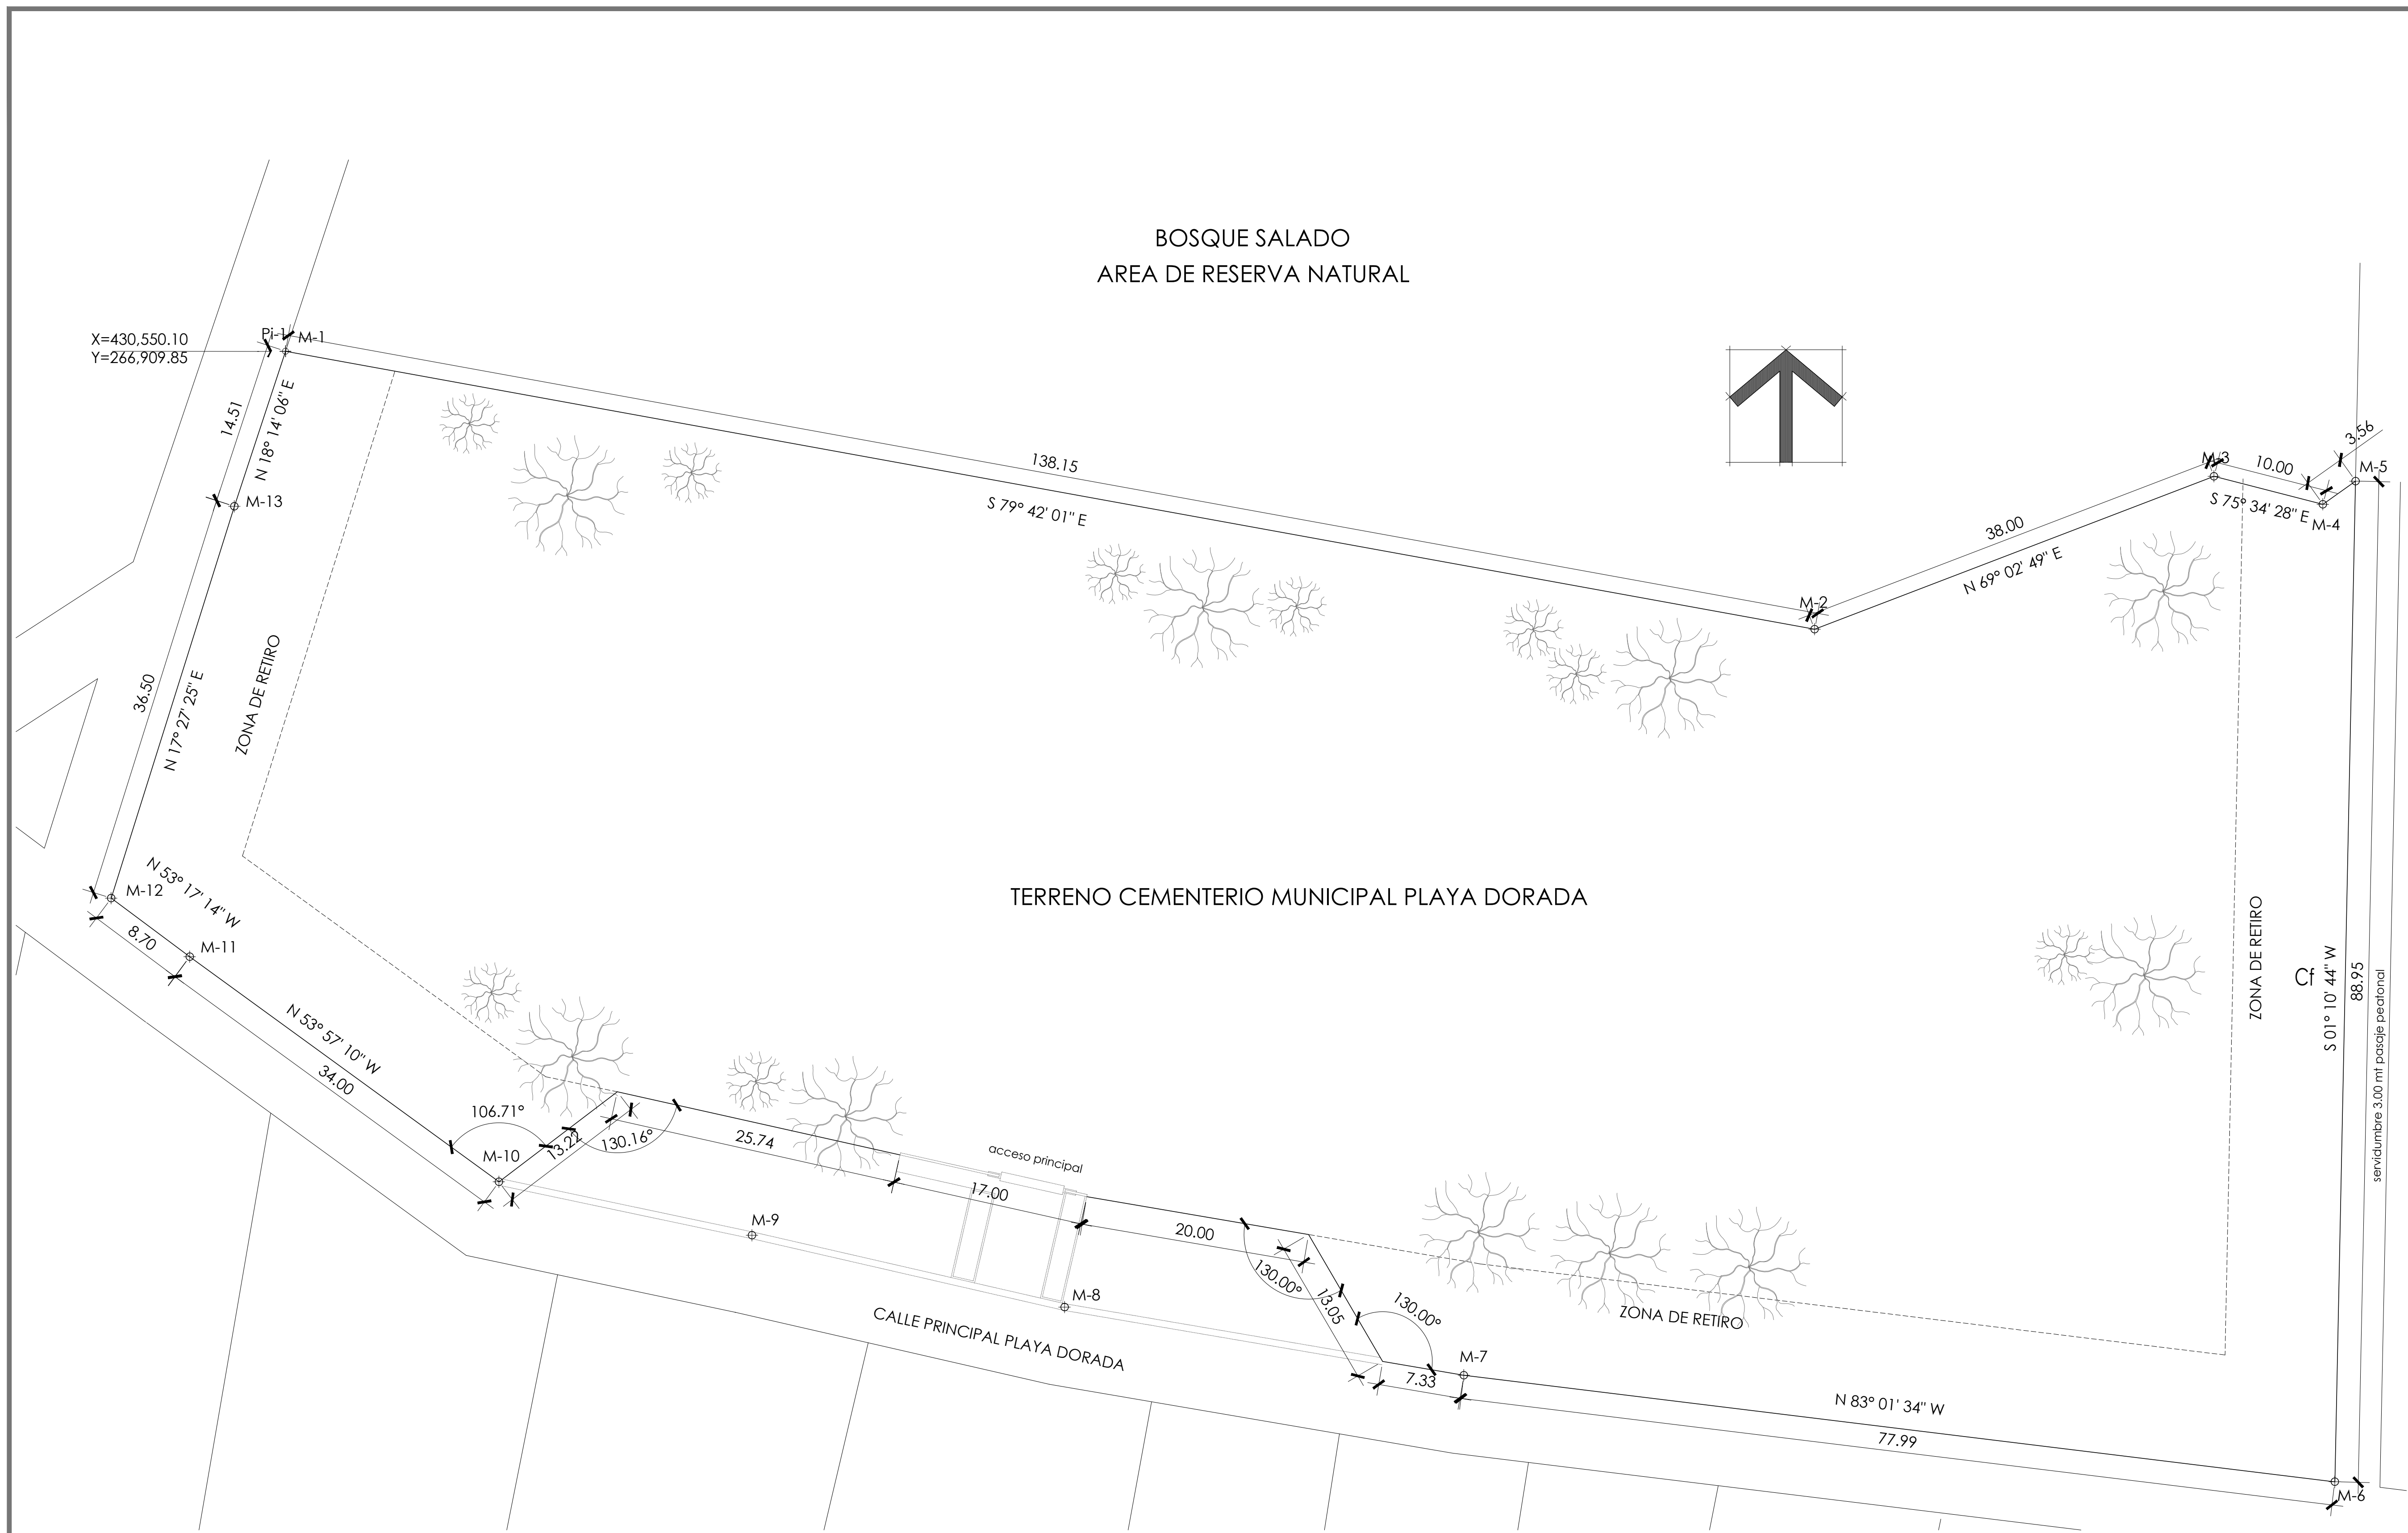 BOSQUE SALADO
AREA DE RESERVA NATURAL
X=430,550.10
Y=266,909.85
Pj-1
M-1
14.51
N 18° 14' 06" E
M-13
138.15
S 79° 42' 01" E
M-2
38.00
N 69° 02' 49" E
M-3
10.00
S 75° 34' 28" E
M-4
3.56
M-5
36.50
N 17° 27' 25" E
ZONA DE RETIRO
M-12
N 53° 17' 14" W
8.70
M-11
N 53° 57' 10" W
34.00
TERRENO CEMENTERIO MUNICIPAL PLAYA DORADA
ZONA DE RETIRO
Cf
S 01° 10' 44" W
88.95
servidumbre 3.00 mt pasaje peatonal
106.71°
M-10
13.22
130.16°
25.74
acceso principal
17.00
M-9
20.00
130.00°
13.05
130.00°
M-8
CALLE PRINCIPAL PLAYA DORADA
ZONA DE RETIRO
M-7
7.33
N 83° 01' 34" W
77.99
M-6